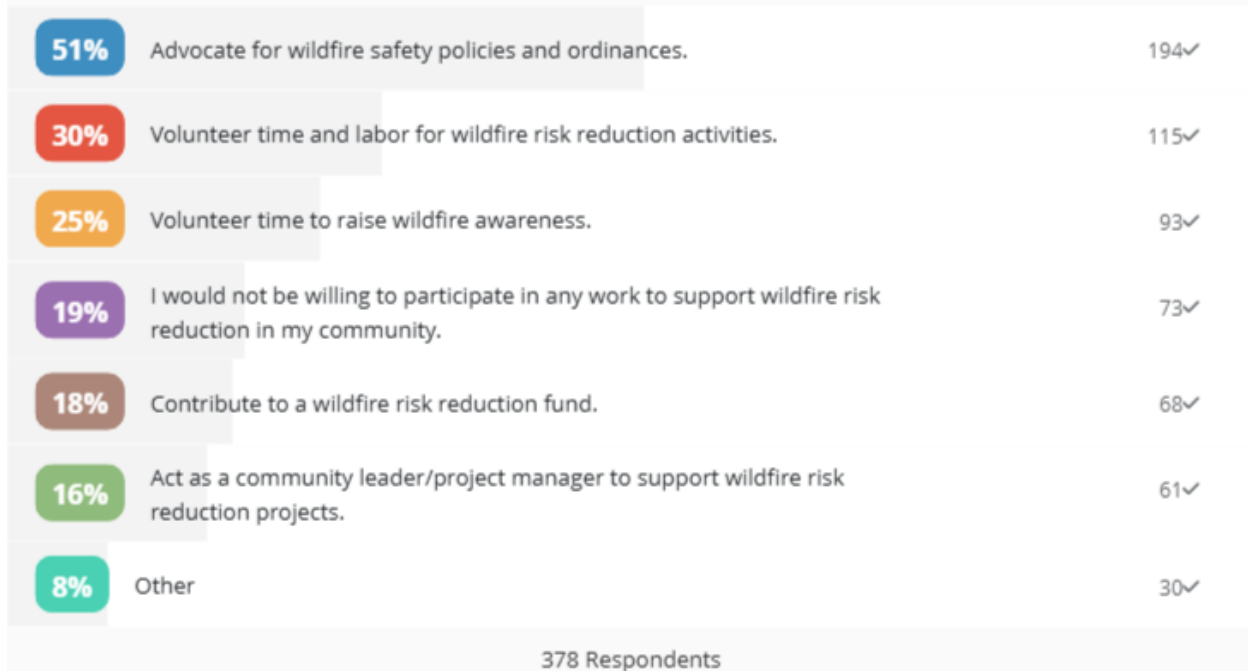 51% Advocate for wildfire safety policies and ordinances. 194✓
30% Volunteer time and labor for wildfire risk reduction activities. 115✓
25% Volunteer time to raise wildfire awareness. 93✓
19% I would not be willing to participate in any work to support wildfire risk
reduction in my community. 73✓
18% Contribute to a wildfire risk reduction fund. 68✓
16% Act as a community leader/project manager to support wildfire risk
reduction projects. 61✓
8% Other 30✓
378 Respondents